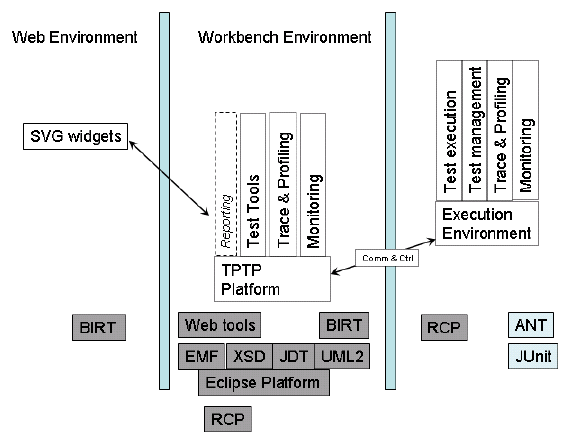 Web Environment
Workbench Environment
SVG widgets
Reporting
Test Tools
Trace & Profiling
Monitoring
TPTP
Platform
Comm & Ctrl
Test execution
Test management
Trace & Profiling
Monitoring
Execution
Environment
BIRT
Web tools
BIRT
RCP
ANT
EMF
XSD
JDT
UML2
JUnit
Eclipse Platform
RCP